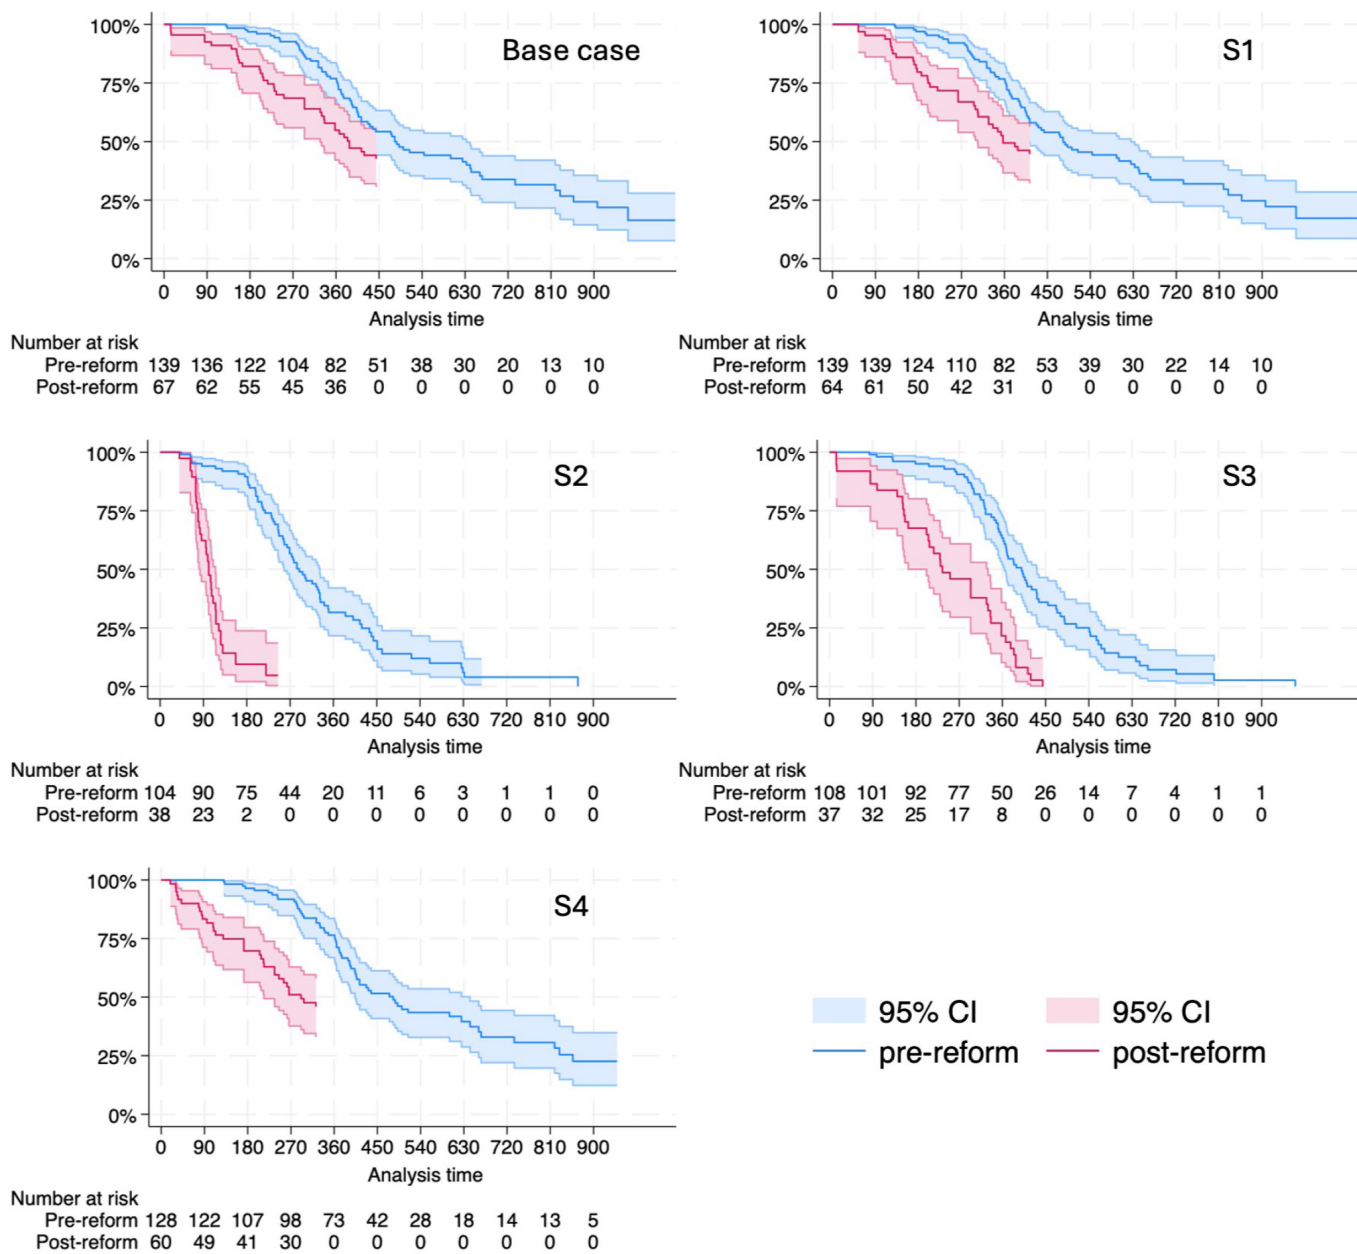 Base case
100%
75%
50%
25%
0%
0 90 180 270 360 450 540 630 720 810 900
Analysis time
Number at risk
Pre-reform 139 136 122 104 82 51 38 30 20 13 10
Post-reform 67 62 55 45 36 0 0 0 0 0 0
S1
100%
75%
50%
25%
0%
0 90 180 270 360 450 540 630 720 810 900
Analysis time
Number at risk
Pre-reform 139 139 124 110 82 53 39 30 22 14 10
Post-reform 64 61 50 42 31 0 0 0 0 0 0
S2
100%
75%
50%
25%
0%
0 90 180 270 360 450 540 630 720 810 900
Analysis time
Number at risk
Pre-reform 104 90 75 44 20 11 6 3 1 1 0
Post-reform 38 23 2 0 0 0 0 0 0 0 0
S3
100%
75%
50%
25%
0%
0 90 180 270 360 450 540 630 720 810 900
Analysis time
Number at risk
Pre-reform 108 101 92 77 50 26 14 7 4 1 1
Post-reform 37 32 25 17 8 0 0 0 0 0 0
S4
100%
75%
50%
25%
0%
0 90 180 270 360 450 540 630 720 810 900
Analysis time
Number at risk
Pre-reform 128 122 107 98 73 42 28 18 14 13 5
Post-reform 60 49 41 30 0 0 0 0 0 0 0
95% CI 95% CI
pre-reform post-reform